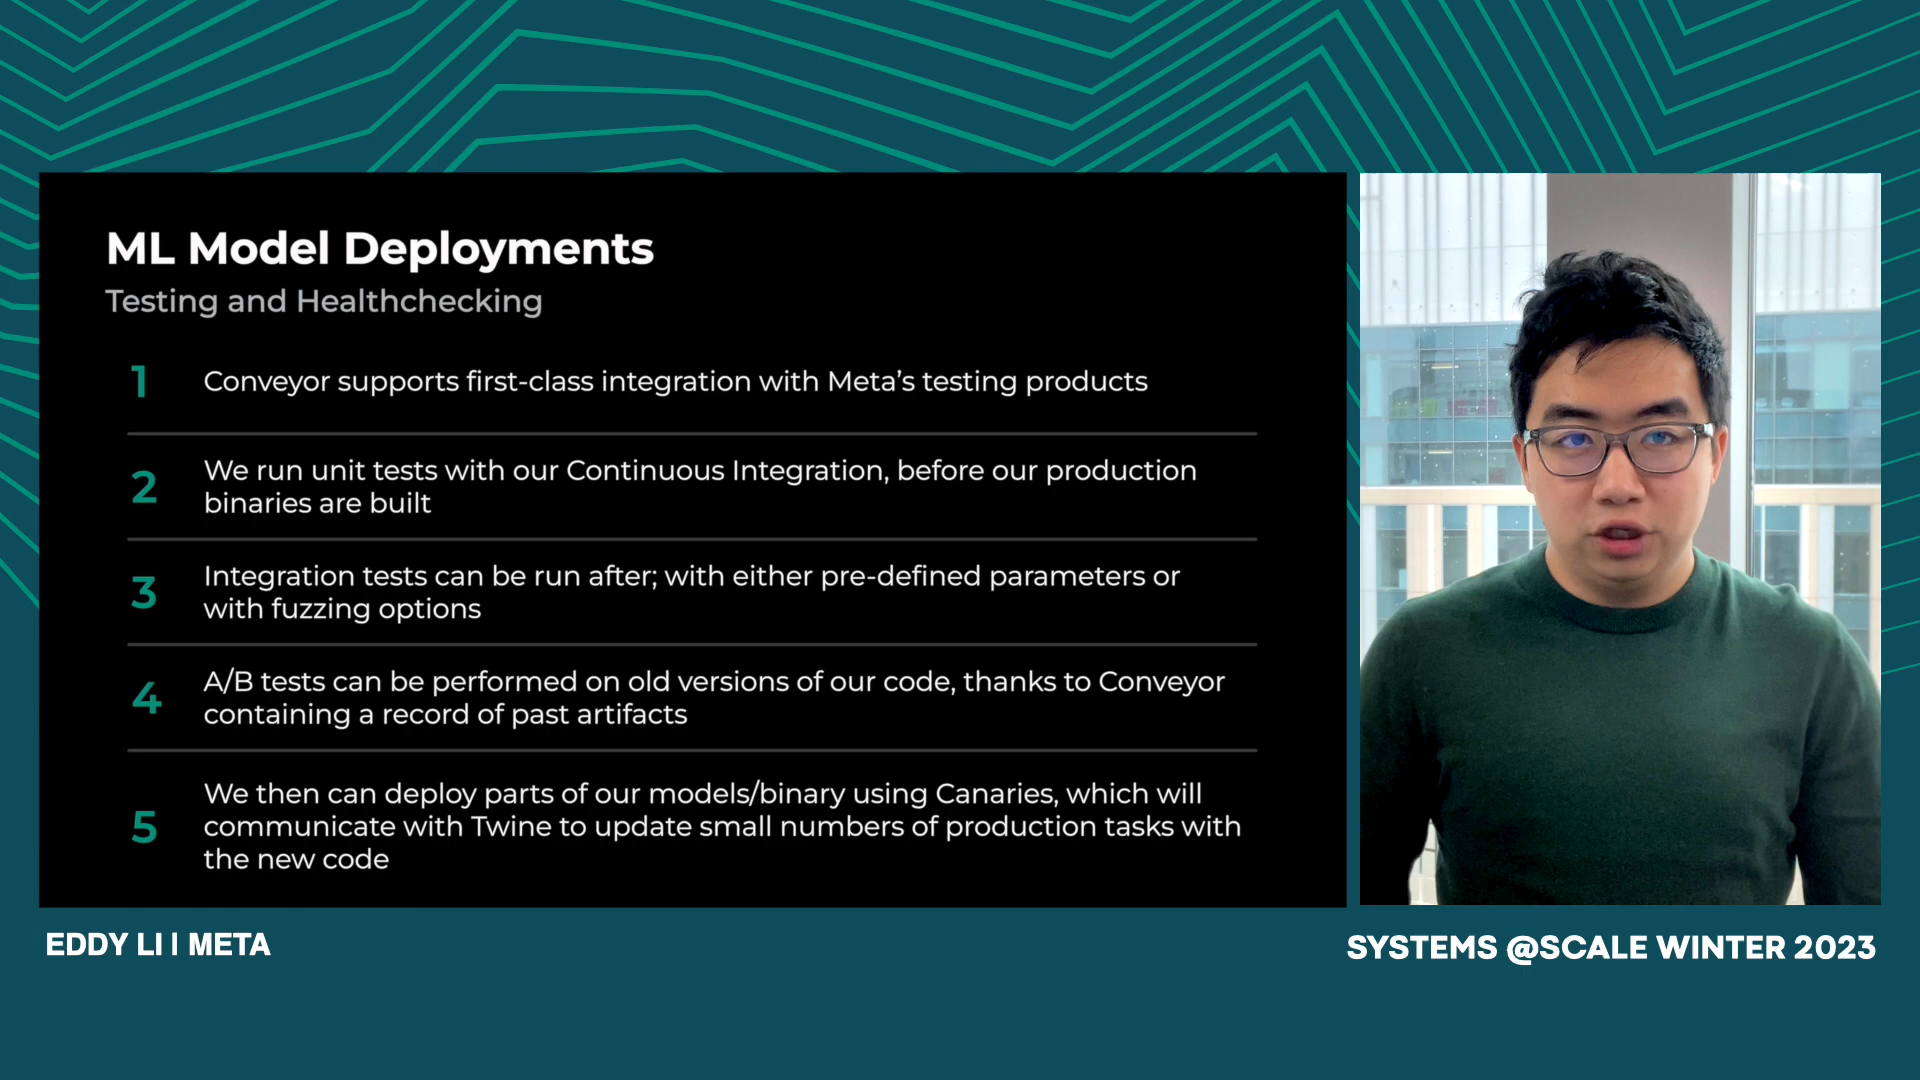 ML Model Deployments
Testing and Healthchecking
1
Conveyor supports first-class integration with Meta’s testing products
2
We run unit tests with our Continuous Integration, before our production
binaries are built
3
Integration tests can be run after; with either pre-defined parameters or
with fuzzing options
4
A/B tests can be performed on old versions of our code, thanks to Conveyor
containing a record of past artifacts
5
We then can deploy parts of our models/binary using Canaries, which will
communicate with Twine to update small numbers of production tasks with
the new code
EDDY LI | META
SYSTEMS @SCALE WINTER 2023